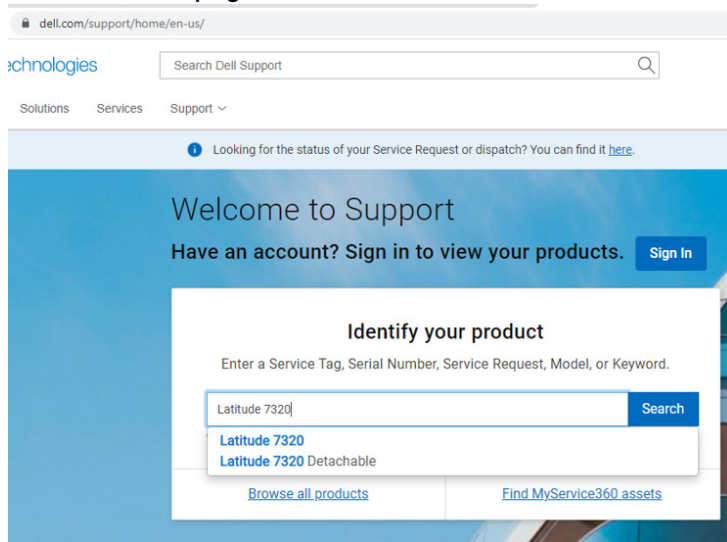 dell.com/support/home/en-us/
Search Dell Support
Solutions Services Support
Looking for the status of your Service Request or dispatch? You can find it here.
Welcome to Support
Have an account? Sign in to view your products. Sign In
Identify your product
Enter a Service Tag, Serial Number, Service Request, Model, or Keyword.
Latitude 7320 Search
Latitude 7320
Latitude 7320 Detachable
Browse all products Find MyService360 assets